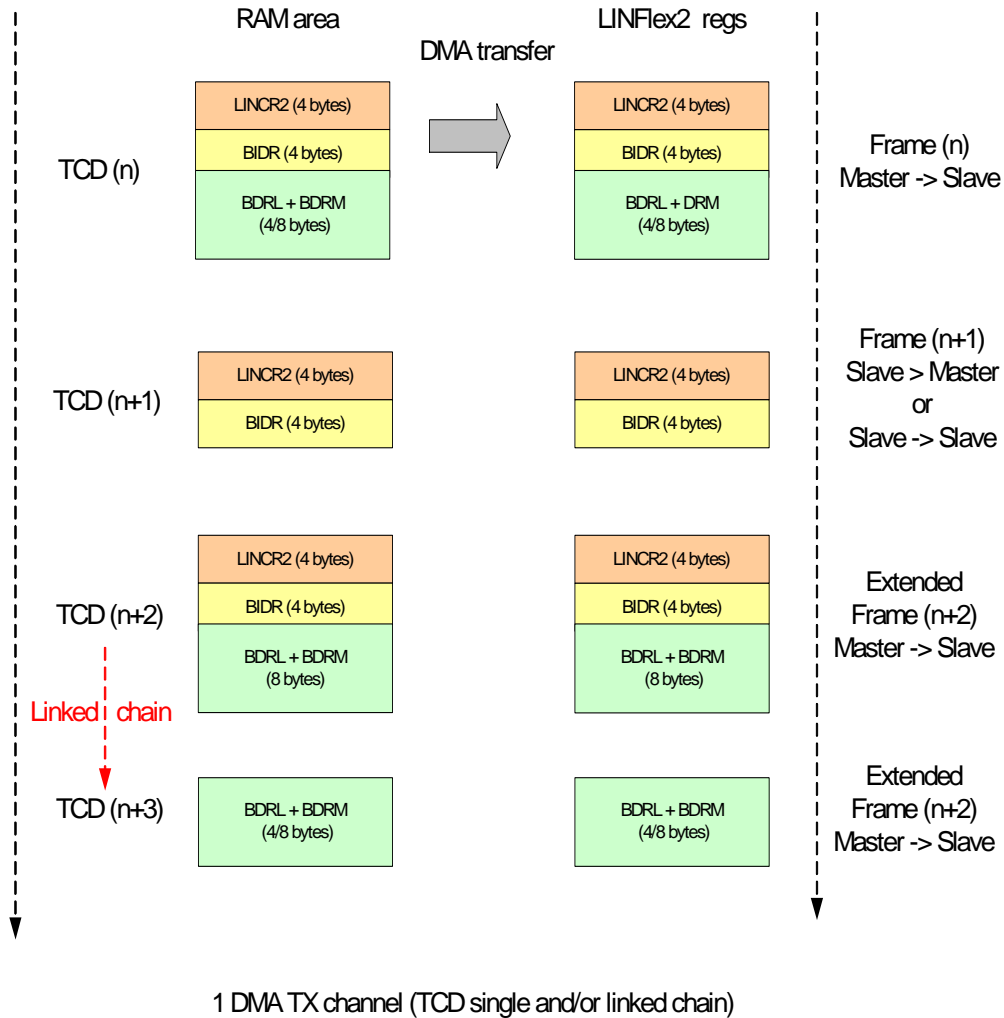 RAM area
LINFlex2 regs
DMA transfer
TCD (n)
LINCR2 (4 bytes)
BIDR (4 bytes)
BDRL + BDRM
(4/8 bytes)
LINCR2 (4 bytes)
BIDR (4 bytes)
BDRL + DRM
(4/8 bytes)
Frame (n)
Master -> Slave
TCD (n+1)
LINCR2 (4 bytes)
BIDR (4 bytes)
LINCR2 (4 bytes)
BIDR (4 bytes)
Frame (n+1)
Slave > Master
or
Slave -> Slave
TCD (n+2)
LINCR2 (4 bytes)
BIDR (4 bytes)
BDRL + BDRM
(8 bytes)
LINCR2 (4 bytes)
BIDR (4 bytes)
BDRL + BDRM
(8 bytes)
Extended
Frame (n+2)
Master -> Slave
Linked chain
TCD (n+3)
BDRL + BDRM
(4/8 bytes)
BDRL + BDRM
(4/8 bytes)
Extended
Frame (n+2)
Master -> Slave
1 DMA TX channel (TCD single and/or linked chain)